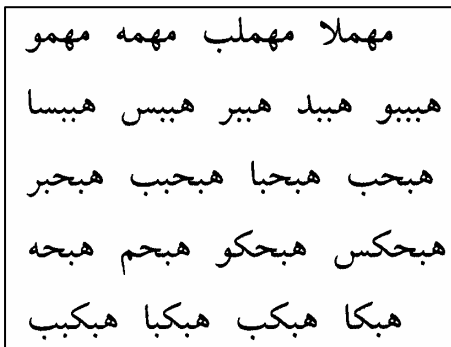 مهملا مهملب مهمه مهمو
هببو هبيد هببر هببس هببسا
هبحب هبحبا هبحبب هبحبر
هبحكس هبحكو هبحم هبحه
هبكا هبكب هبكبا هبكبب